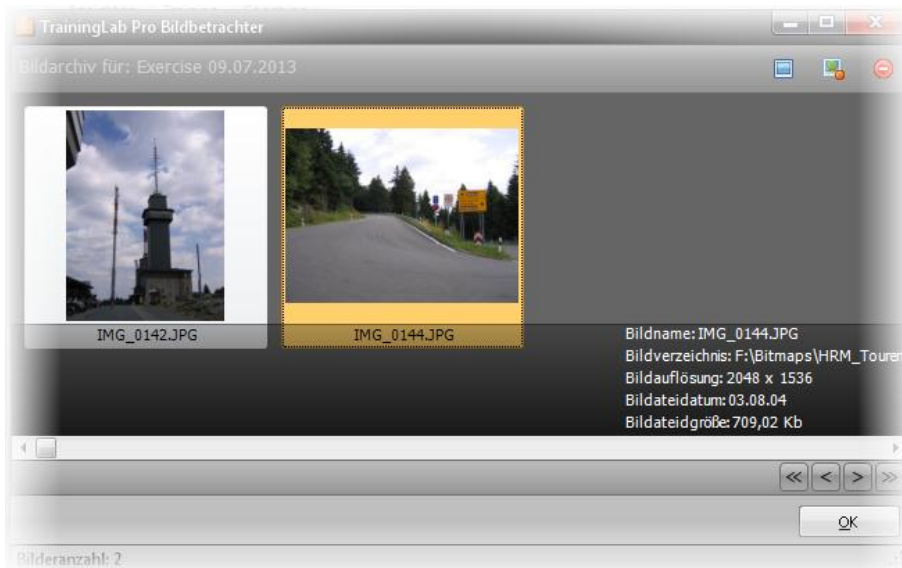 TrainingLab Pro Bildbetrachter
Bildarchiv für: Exercise 09.07.2013
IMG_0142.JPG
IMG_0144.JPG
Bildname: IMG_0144.JPG
Bildverzeichnis: F:\Bitmaps\HRM_Touren
Bildauflösung: 2048 x 1536
Bildateidatum: 03.08.04
Bildateidgröße: 709,02 Kb
OK
Bilderanzahl: 2